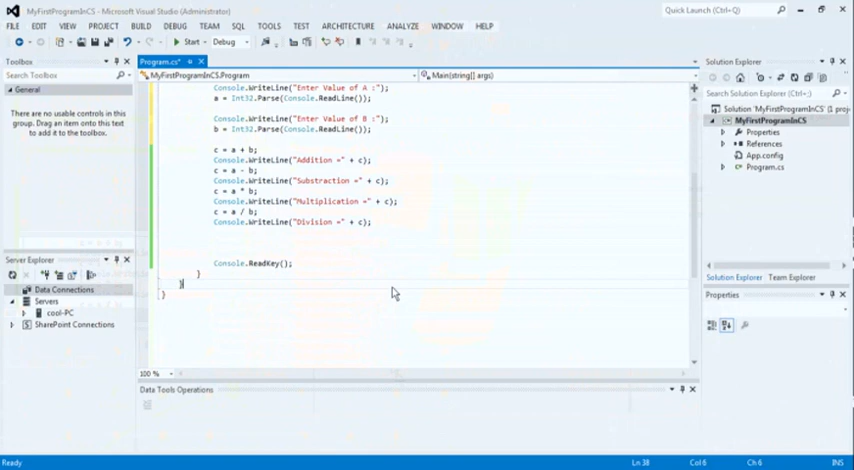 MyFirstProgramInCS - Microsoft Visual Studio (Administrator)
Quick Launch (Ctrl+Q)
FILE EDIT VIEW PROJECT BUILD DEBUG TEAM SQL TOOLS TEST ARCHITECTURE ANALYZE WINDOW HELP
Start Debug
Toolbox
Search Toolbox
General
There are no usable controls in this
group. Drag an item onto this text
to add it to the toolbox.
Server Explorer
Data Connections
Servers
cool-PC
SharePoint Connections
Program.cs*
MyFirstProgramInCS.Program
Main(string[] args)
Console.WriteLine("Enter Value of A :");
a = Int32.Parse(Console.ReadLine());
Console.WriteLine("Enter Value of B :");
b = Int32.Parse(Console.ReadLine());
c = a + b;
Console.WriteLine("Addition =" + c);
c = a - b;
Console.WriteLine("Substraction =" + c);
c = a * b;
Console.WriteLine("Multiplication =" + c);
c = a / b;
Console.WriteLine("Division =" + c);
Console.ReadKey();
}
}
}
100 %
Data Tools Operations
Solution Explorer
Search Solution Explorer (Ctrl+;)
Solution 'MyFirstProgramInCS' (1 proj
MyFirstProgramInCS
Properties
References
App.config
Program.cs
Solution Explorer Team Explorer
Properties
Ready
Ln 38 Col 6 Ch 6 INS